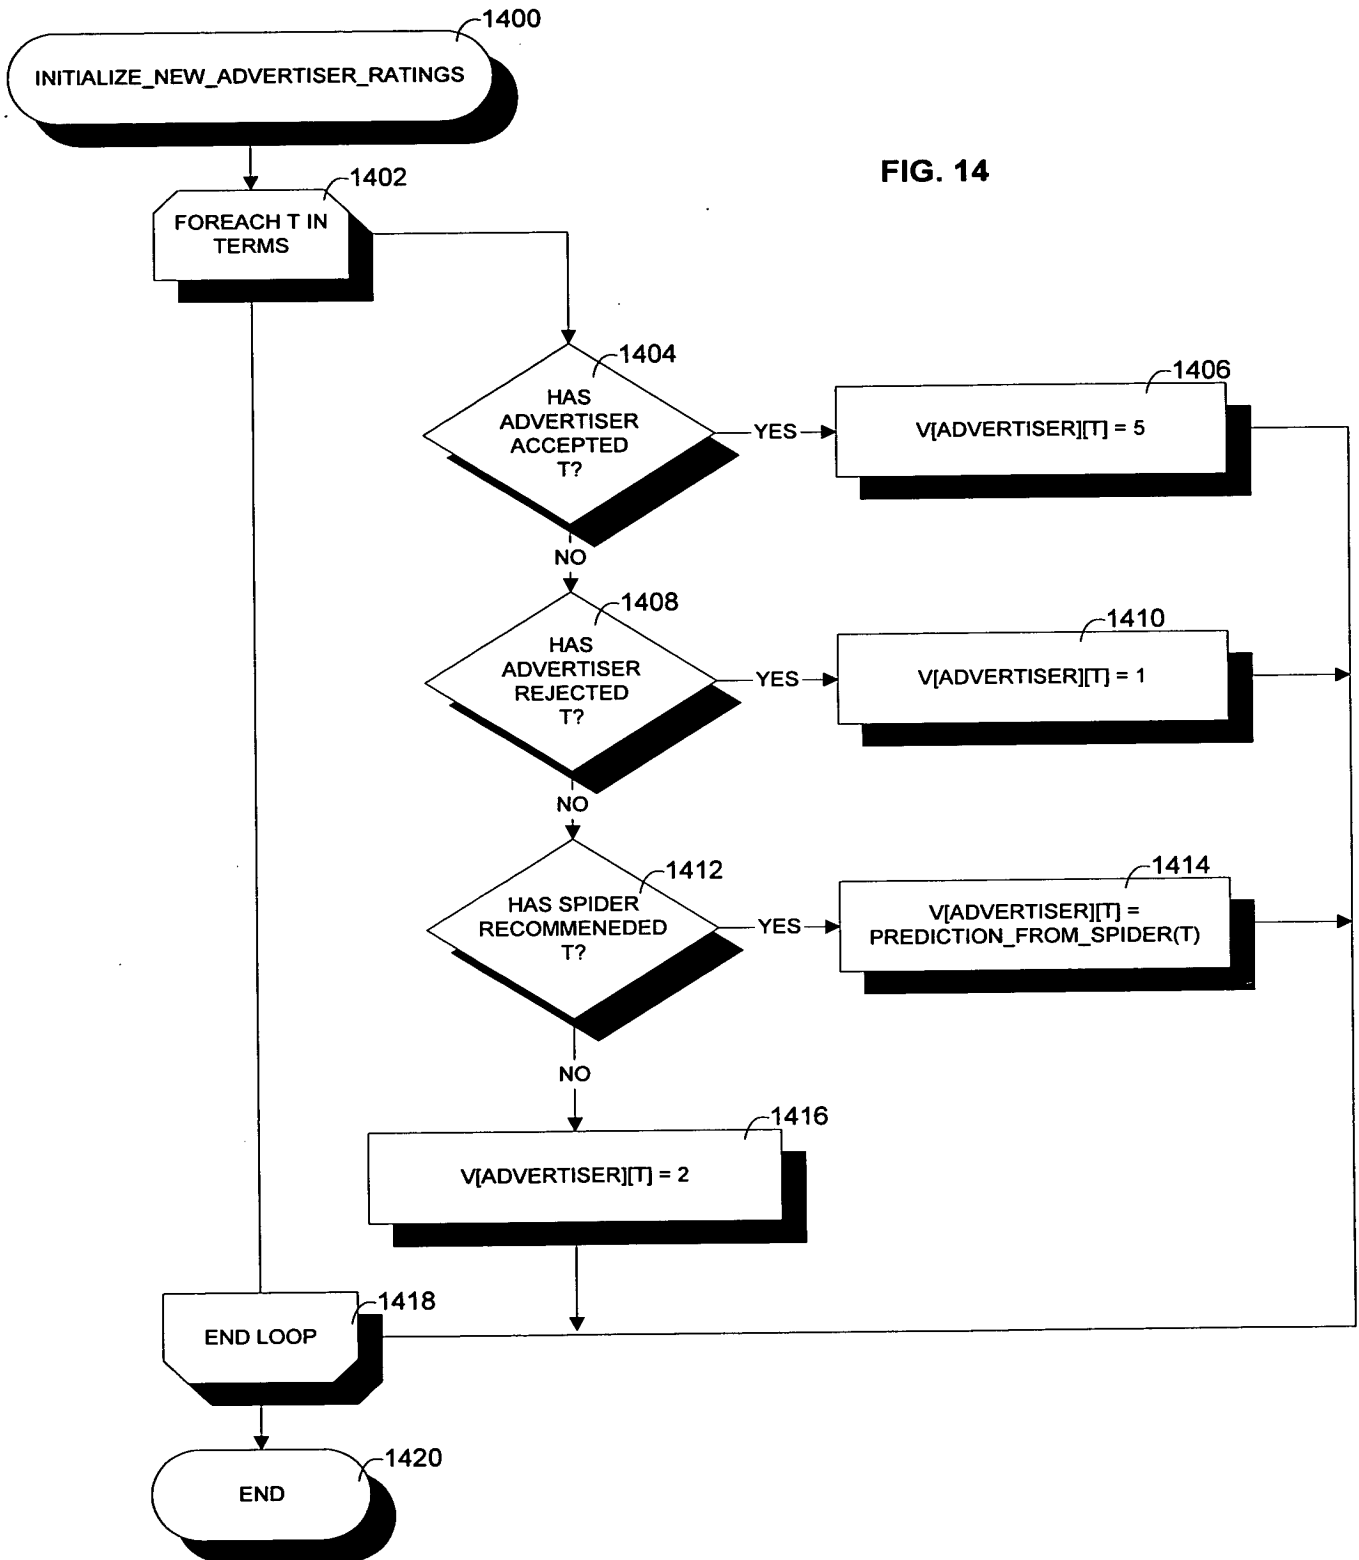 1400
INITIALIZE_NEW_ADVERTISER_RATINGS
FIG. 14
1402
FOREACH T IN
TERMS
1404
HAS
ADVERTISER
ACCEPTED
T?
YES
1406
V[ADVERTISER][T] = 5
NO
1408
HAS
ADVERTISER
REJECTED
T?
YES
1410
V[ADVERTISER][T] = 1
NO
1412
HAS SPIDER
RECOMMENEDED
T?
YES
1414
V[ADVERTISER][T] =
PREDICTION_FROM_SPIDER(T)
NO
1416
V[ADVERTISER][T] = 2
1418
END LOOP
1420
END